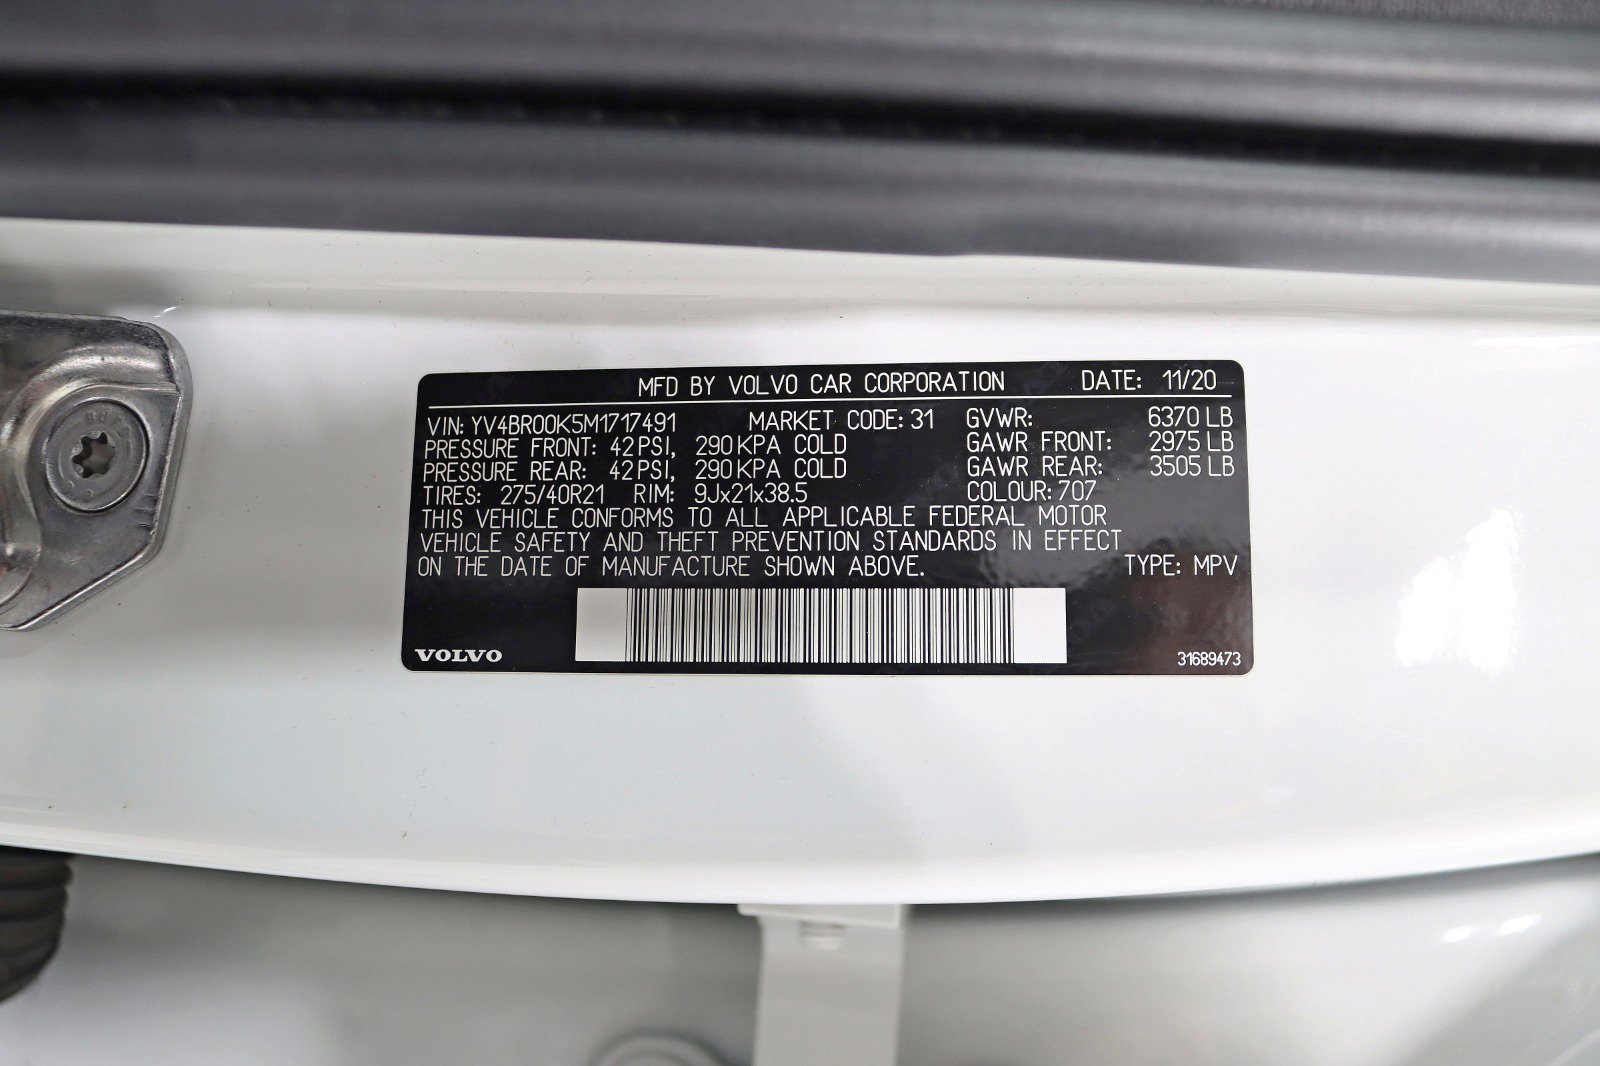 MFD BY VOLVO CAR CORPORATION DATE: 11/20
VIN: YV4BR00K5M1717491 MARKET CODE: 31 GVWR: 6370 LB
PRESSURE FRONT: 42 PSI, 290 KPA COLD GAWR FRONT: 2975 LB
PRESSURE REAR: 42 PSI, 290 KPA COLD GAWR REAR: 3505 LB
TIRES: 275/40R21 RIM: 9Jx21x38.5 COLOUR: 707
THIS VEHICLE CONFORMS TO ALL APPLICABLE FEDERAL MOTOR
VEHICLE SAFETY AND THEFT PREVENTION STANDARDS IN EFFECT
ON THE DATE OF MANUFACTURE SHOWN ABOVE. TYPE: MPV
VOLVO 31689473